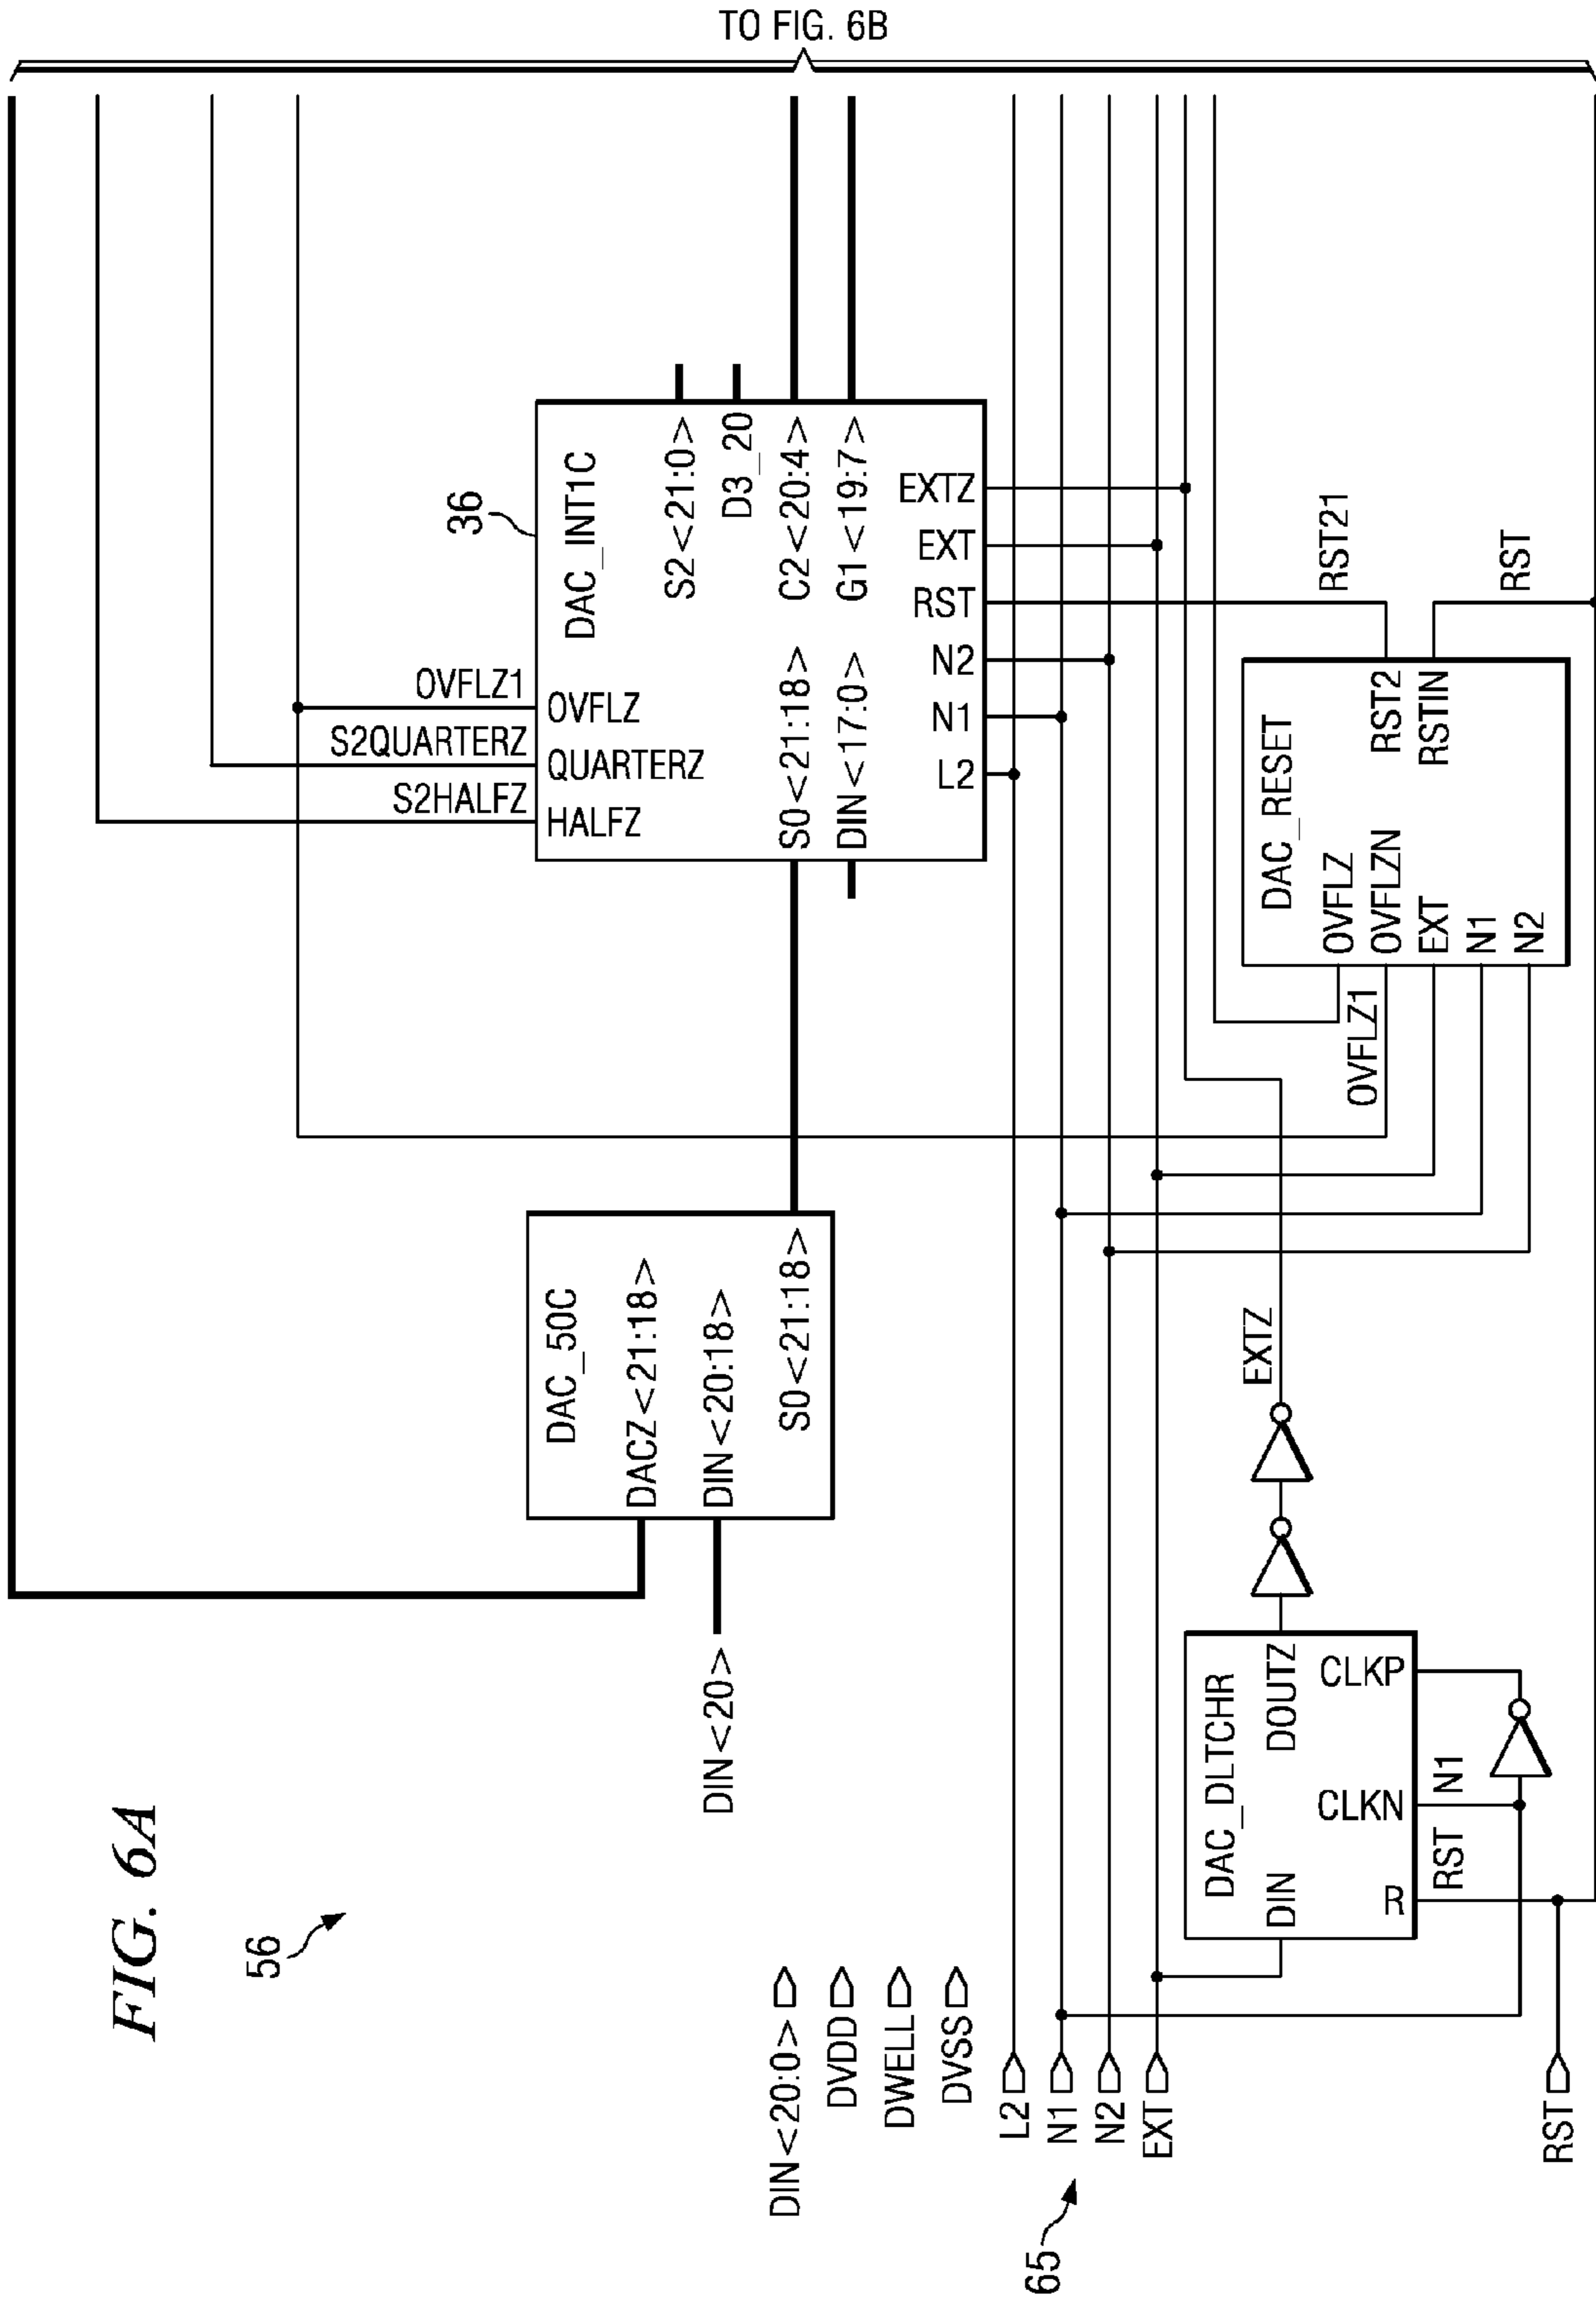 FIG. 6A
56
TO FIG. 6B
DIN<20>
DAC_50C
DACZ<21:18>
DIN<20:18>
S0<21:18>
36
DAC_INT1C
OVFLZ1
S2QUARTERZ
S2HALFZ
OVFLZ
QUARTERZ
HALFZ
S2<21:0>
D3_20
C2<20:4>
G1<19:7>
S0<21:18>
DIN<17:0>
L2
N1
N2
RST
EXT
EXTZ
DIN<20:0>
DVDD
DWELL
DVSS
L2
N1
N2
EXT
65
RST
DAC_DLTCHR
DIN
DOUTZ
R
CLKN
CLKP
RST
N1
EXTZ
DAC_RESET
OVFLZ
OVFLZN
EXT
N1
N2
RST2
RSTIN
OVFLZ1
RST21
RST